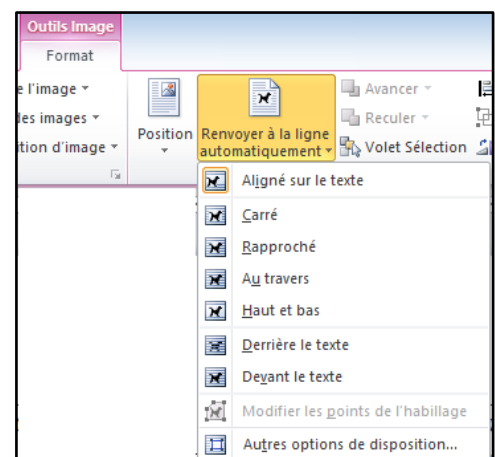 Outils Image
Format
e l'image
les images
ition d'image
Position
Renvoyer à la ligne
automatiquement
Avancer
Reculer
Volet Sélection
Aligné sur le texte
Carré
Rapproché
Au travers
Haut et bas
Derrière le texte
Devant le texte
Modifier les points de l'habillage
Autres options de disposition...